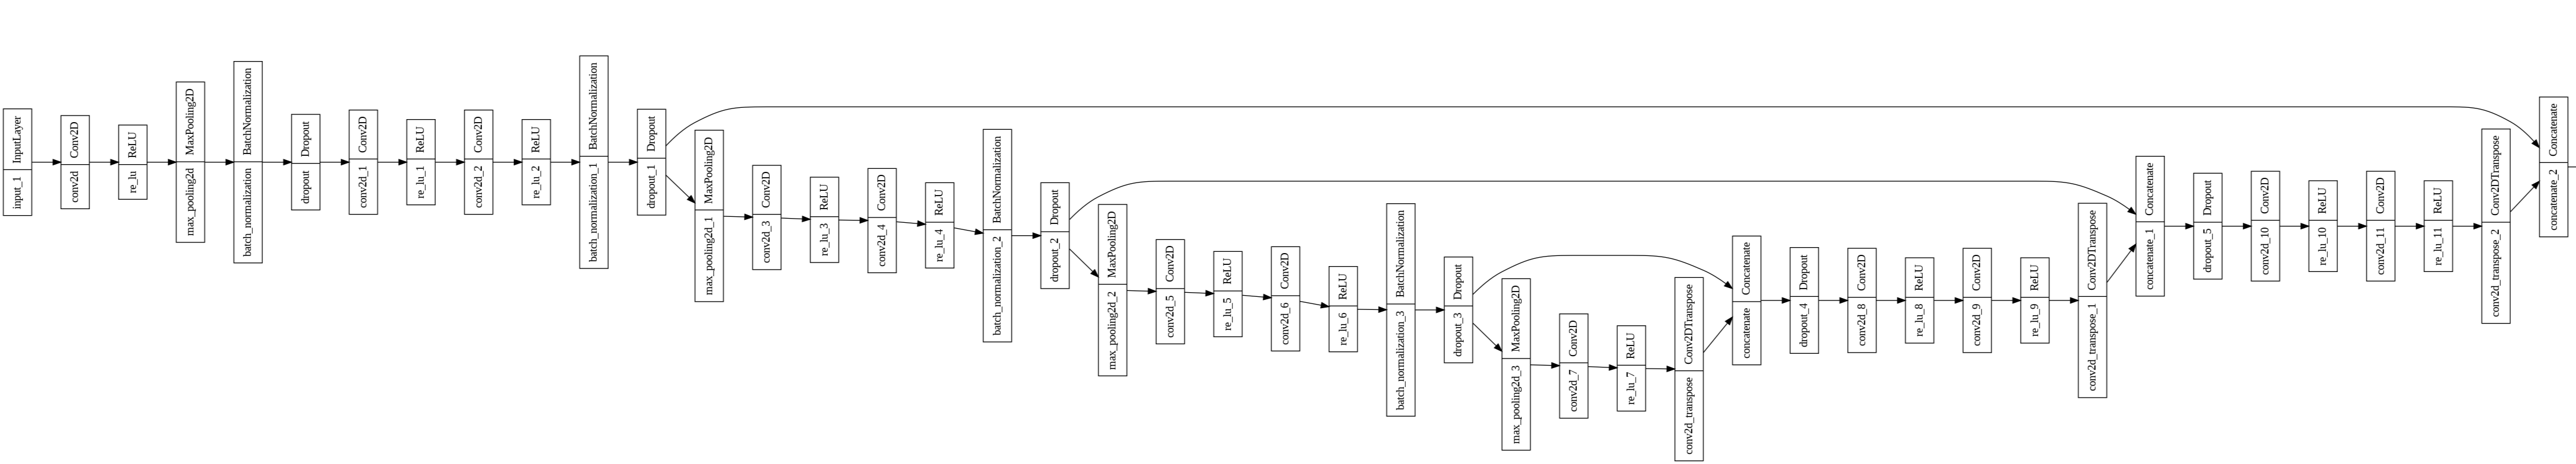 input_1 InputLayer
conv2d Conv2D
re_lu ReLU
max_pooling2d MaxPooling2D
batch_normalization BatchNormalization
dropout Dropout
conv2d_1 Conv2D
re_lu_1 ReLU
conv2d_2 Conv2D
re_lu_2 ReLU
batch_normalization_1 BatchNormalization
dropout_1 Dropout
max_pooling2d_1 MaxPooling2D
conv2d_3 Conv2D
re_lu_3 ReLU
conv2d_4 Conv2D
re_lu_4 ReLU
batch_normalization_2 BatchNormalization
dropout_2 Dropout
max_pooling2d_2 MaxPooling2D
conv2d_5 Conv2D
re_lu_5 ReLU
conv2d_6 Conv2D
re_lu_6 ReLU
batch_normalization_3 BatchNormalization
dropout_3 Dropout
max_pooling2d_3 MaxPooling2D
conv2d_7 Conv2D
re_lu_7 ReLU
conv2d_transpose Conv2DTranspose
concatenate Concatenate
dropout_4 Dropout
conv2d_8 Conv2D
re_lu_8 ReLU
conv2d_9 Conv2D
re_lu_9 ReLU
conv2d_transpose_1 Conv2DTranspose
concatenate_1 Concatenate
dropout_5 Dropout
conv2d_10 Conv2D
re_lu_10 ReLU
conv2d_11 Conv2D
re_lu_11 ReLU
conv2d_transpose_2 Conv2DTranspose
concatenate_2 Concatenate